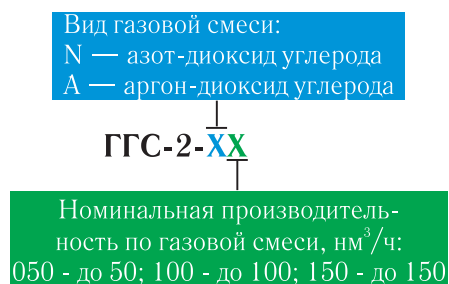 Вид газовой смеси:
N — азот-диоксид углерода
А — аргон-диоксид углерода
ГГС-2-ХХ
Номинальная производитель-
ность по газовой смеси, нм³/ч:
050 - до 50; 100 - до 100; 150 - до 150